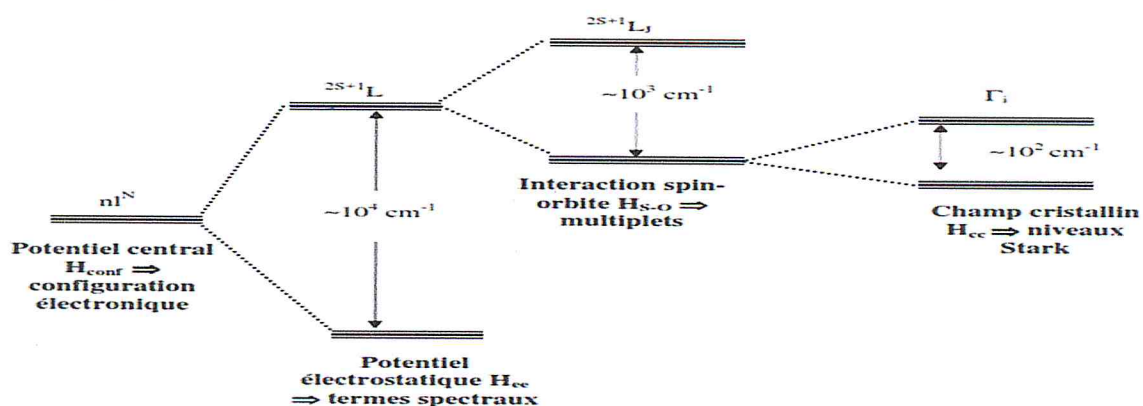 ²ˢ⁺¹L_J
²ˢ⁺¹L
~10³ cm⁻¹
Γᵢ
~10² cm⁻¹
nlᴺ
~10⁴ cm⁻¹
Potentiel central
H_conf ⇒
configuration
électronique
Potentiel
électrostatique H_ee
⇒ termes spectraux
Interaction spin-
orbite H_S-O ⇒
multiplets
Champ cristallin
H_cc ⇒ niveaux
Stark